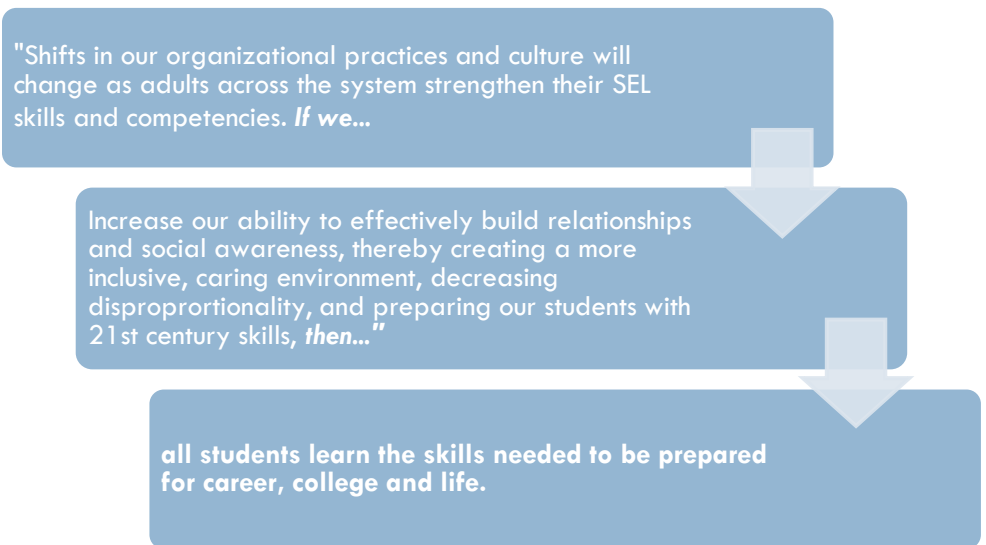 "Shifts in our organizational practices and culture will
change as adults across the system strengthen their SEL
skills and competencies. If we...
Increase our ability to effectively build relationships
and social awareness, thereby creating a more
inclusive, caring environment, decreasing
disproprortionality, and preparing our students with
21st century skills, then..."
all students learn the skills needed to be prepared
for career, college and life.